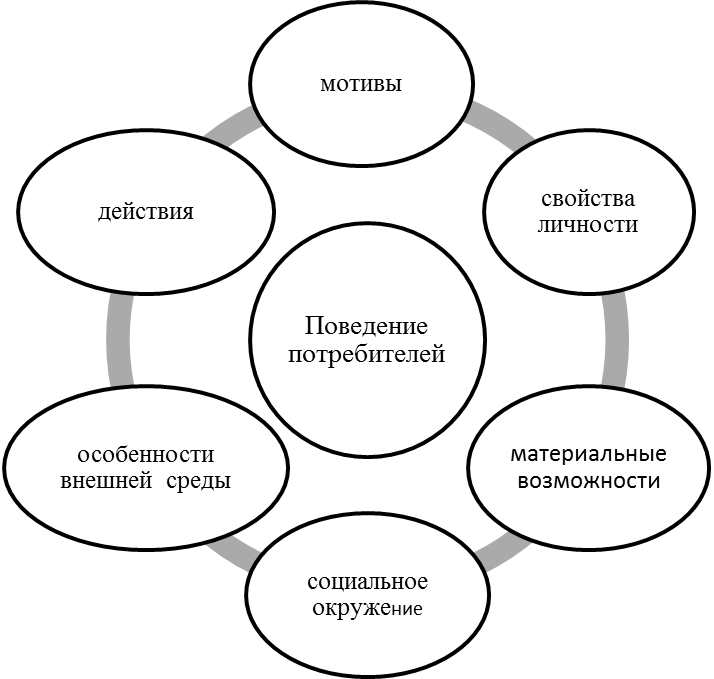 мотивы
свойства
личности
материальные
возможности
социальное
окружение
особенности
внешней среды
действия
Поведение
потребителей